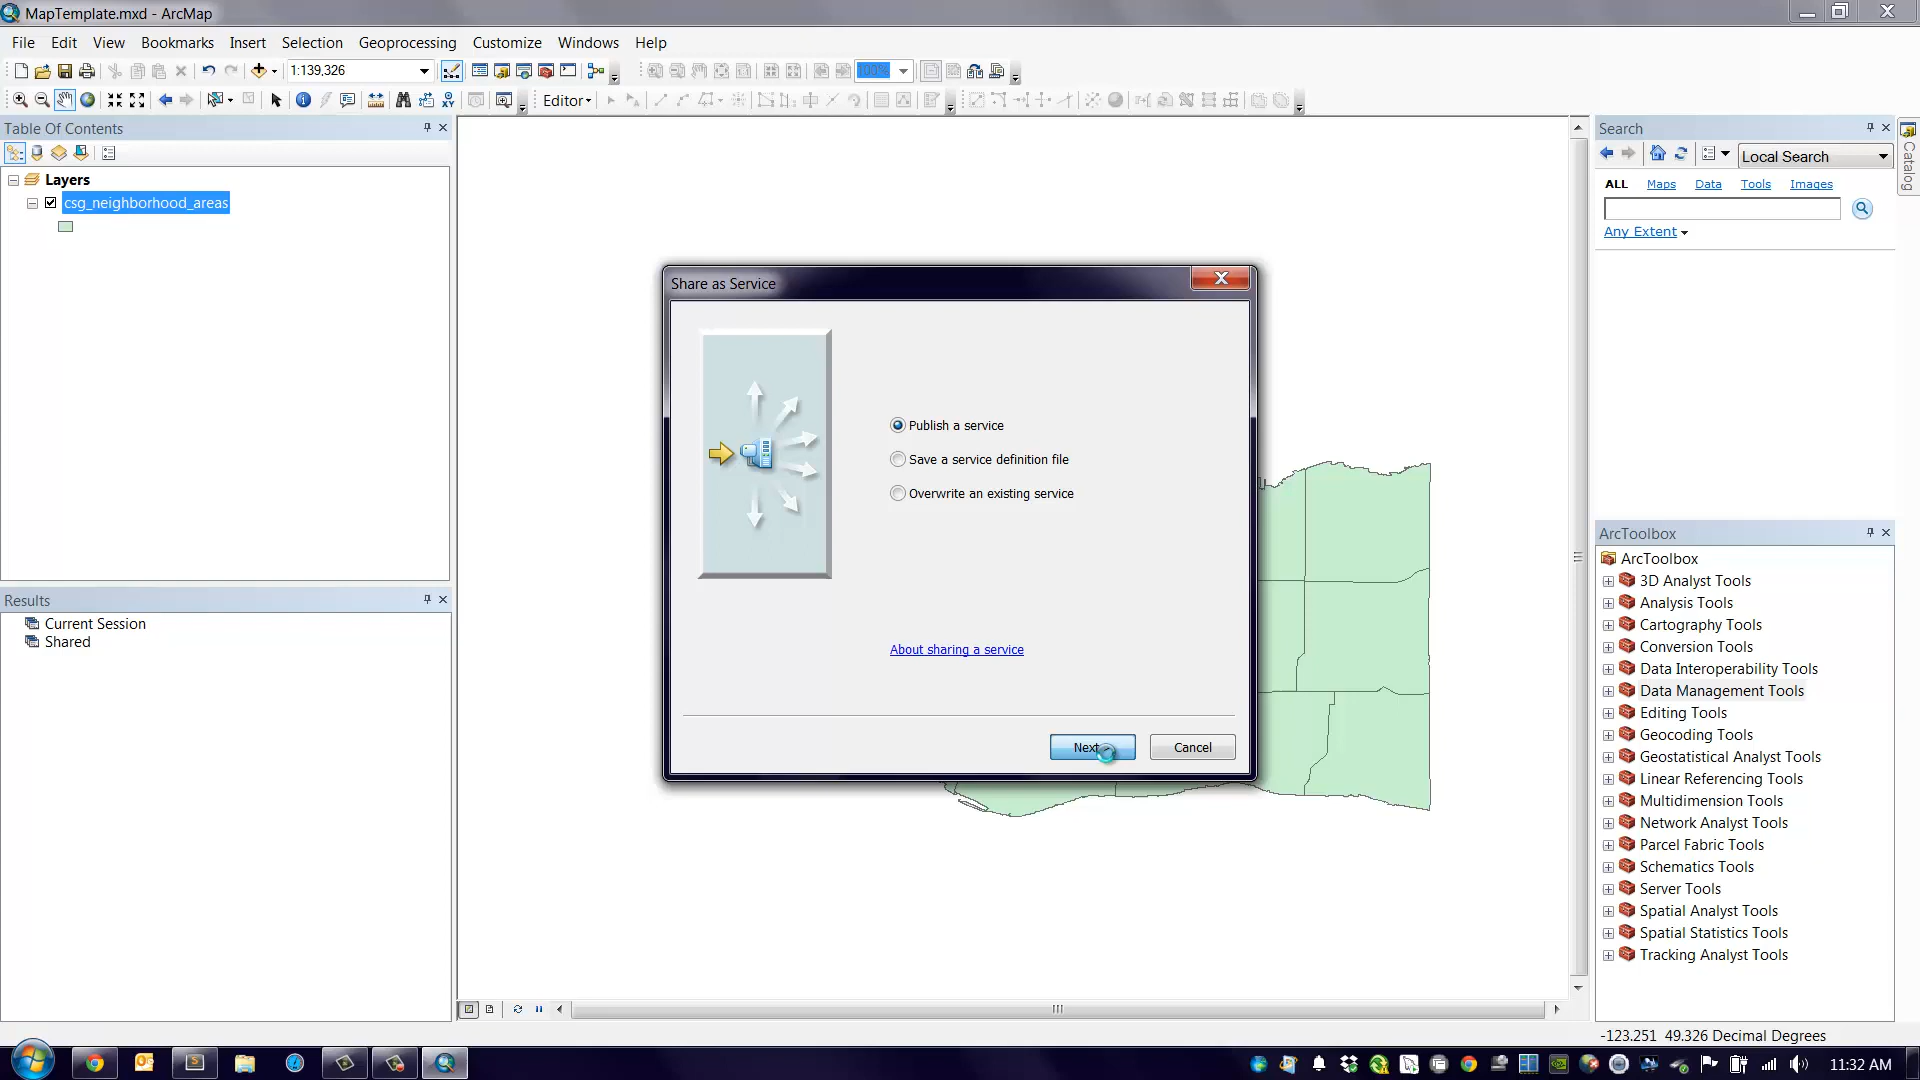 MapTemplate.mxd - ArcMap
File Edit View Bookmarks Insert Selection Geoprocessing Customize Windows Help
1:139,326
100%
Editor
Table Of Contents
Layers
csg_neighborhood_areas
Results
Current Session
Shared
Share as Service
Publish a service
Save a service definition file
Overwrite an existing service
About sharing a service
Next
Cancel
Search
Local Search
ALL Maps Data Tools Images
Any Extent
Catalog
ArcToolbox
ArcToolbox
3D Analyst Tools
Analysis Tools
Cartography Tools
Conversion Tools
Data Interoperability Tools
Data Management Tools
Editing Tools
Geocoding Tools
Geostatistical Analyst Tools
Linear Referencing Tools
Multidimension Tools
Network Analyst Tools
Parcel Fabric Tools
Schematics Tools
Server Tools
Spatial Analyst Tools
Spatial Statistics Tools
Tracking Analyst Tools
-123.251 49.326 Decimal Degrees
11:32 AM